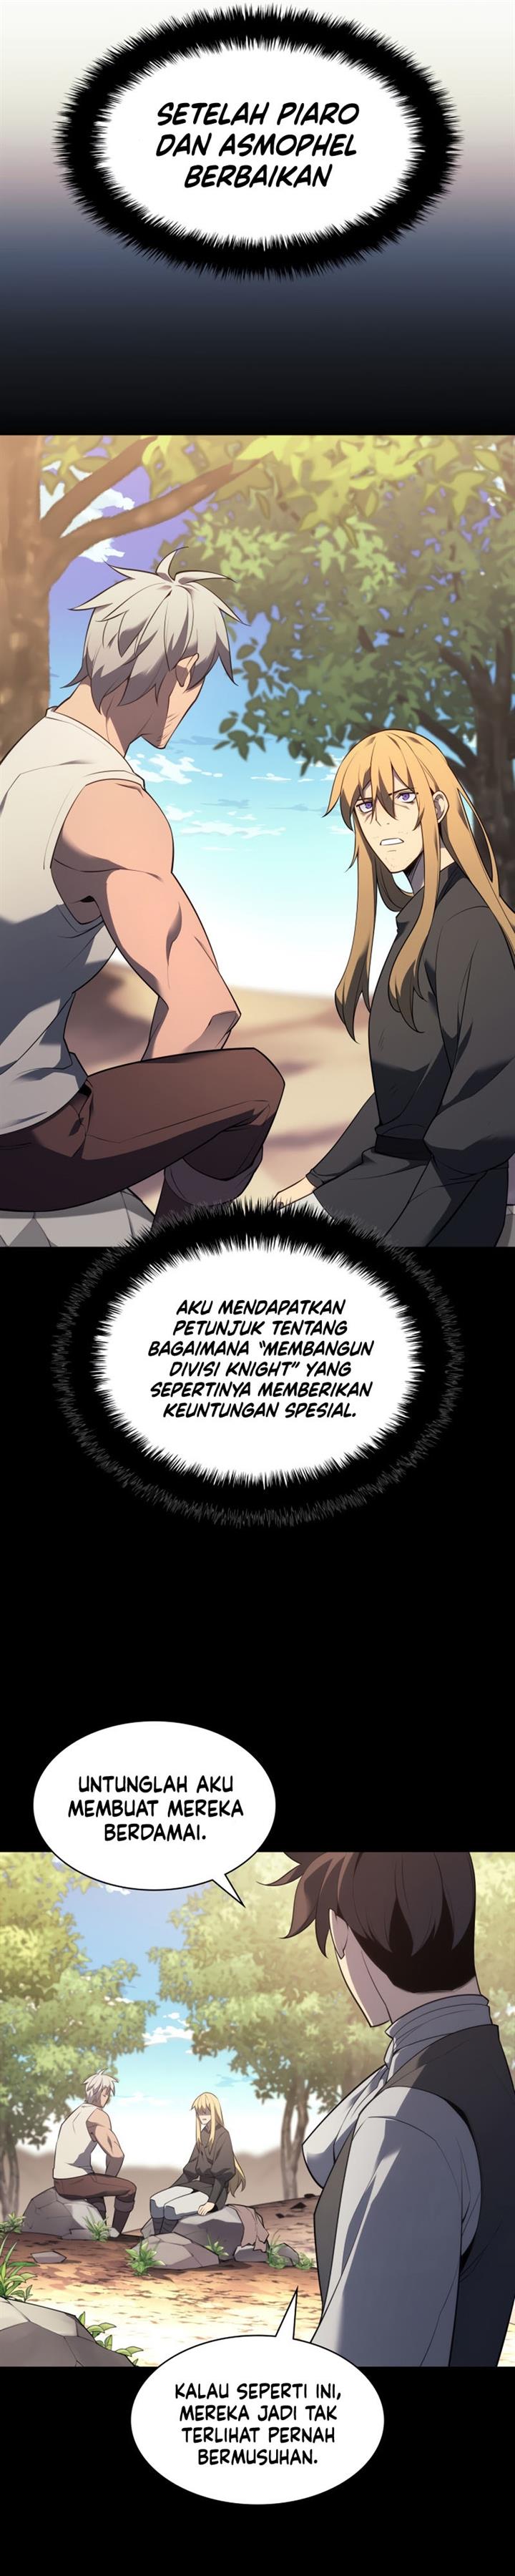 SETELAH PIARO
DAN ASMOPHEL
BERBAIKAN
AKU MENDAPATKAN
PETUNJUK TENTANG
BAGAIMANA "MEMBANGUN
DIVISI KNIGHT" YANG
SEPERTINYA MEMBERIKAN
KEUNTUNGAN SPESIAL.
UNTUNGLAH AKU
MEMBUAT MEREKA
BERDAMAI.
KALAU SEPERTI INI,
MEREKA JADI TAK
TERLIHAT PERNAH
BERMUSUHAN.